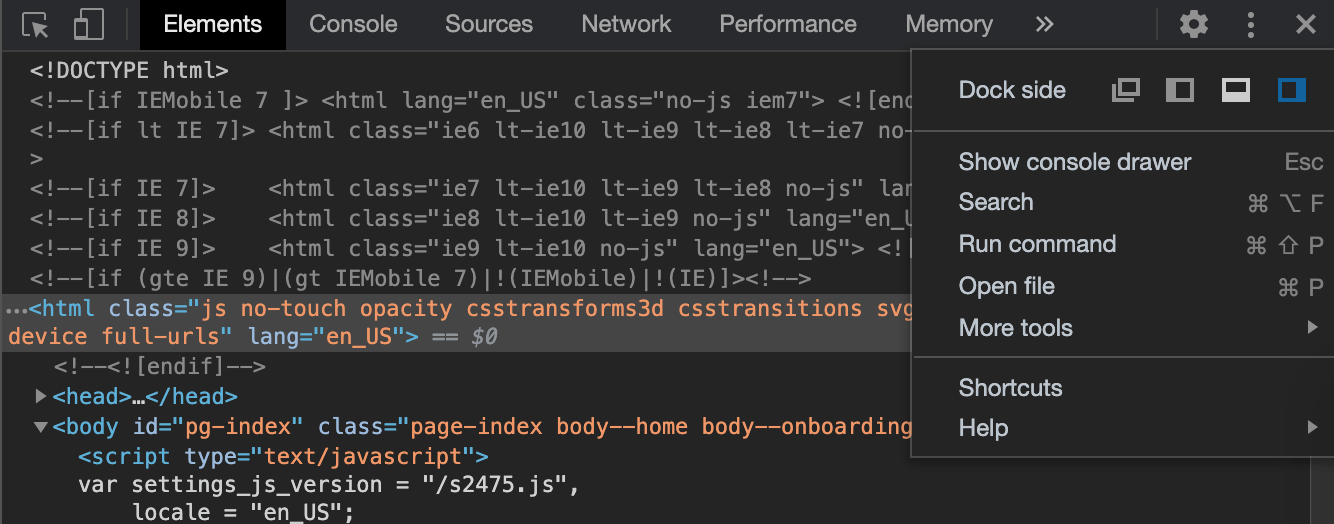 Elements Console Sources Network Performance Memory »
<!DOCTYPE html>
<!--[if IEMobile 7 ]> <html lang="en_US" class="no-js iem7"> <![end
<!--[if lt IE 7]> <html class="ie6 lt-ie10 lt-ie9 lt-ie8 lt-ie7 no-
>
<!--[if IE 7]>    <html class="ie7 lt-ie10 lt-ie9 lt-ie8 no-js" lan
<!--[if IE 8]>    <html class="ie8 lt-ie10 lt-ie9 no-js" lang="en_U
<!--[if IE 9]>    <html class="ie9 lt-ie10 no-js" lang="en_US"> <![
<!--[if (gte IE 9)|(gt IEMobile 7)|!(IEMobile)|!(IE)]><!-->
…<html class="js no-touch opacity csstransforms3d csstransitions svg
device full-urls" lang="en_US"> == $0
<!--<![endif]-->
▶<head>…</head>
▼<body id="pg-index" class="page-index body--home body--onboarding
<script type="text/javascript">
var settings_js_version = "/s2475.js",
locale = "en_US";
Dock side
Show console drawer Esc
Search ⌘ ⌥ F
Run command ⌘ ⇧ P
Open file ⌘ P
More tools ▶
Shortcuts
Help ▶